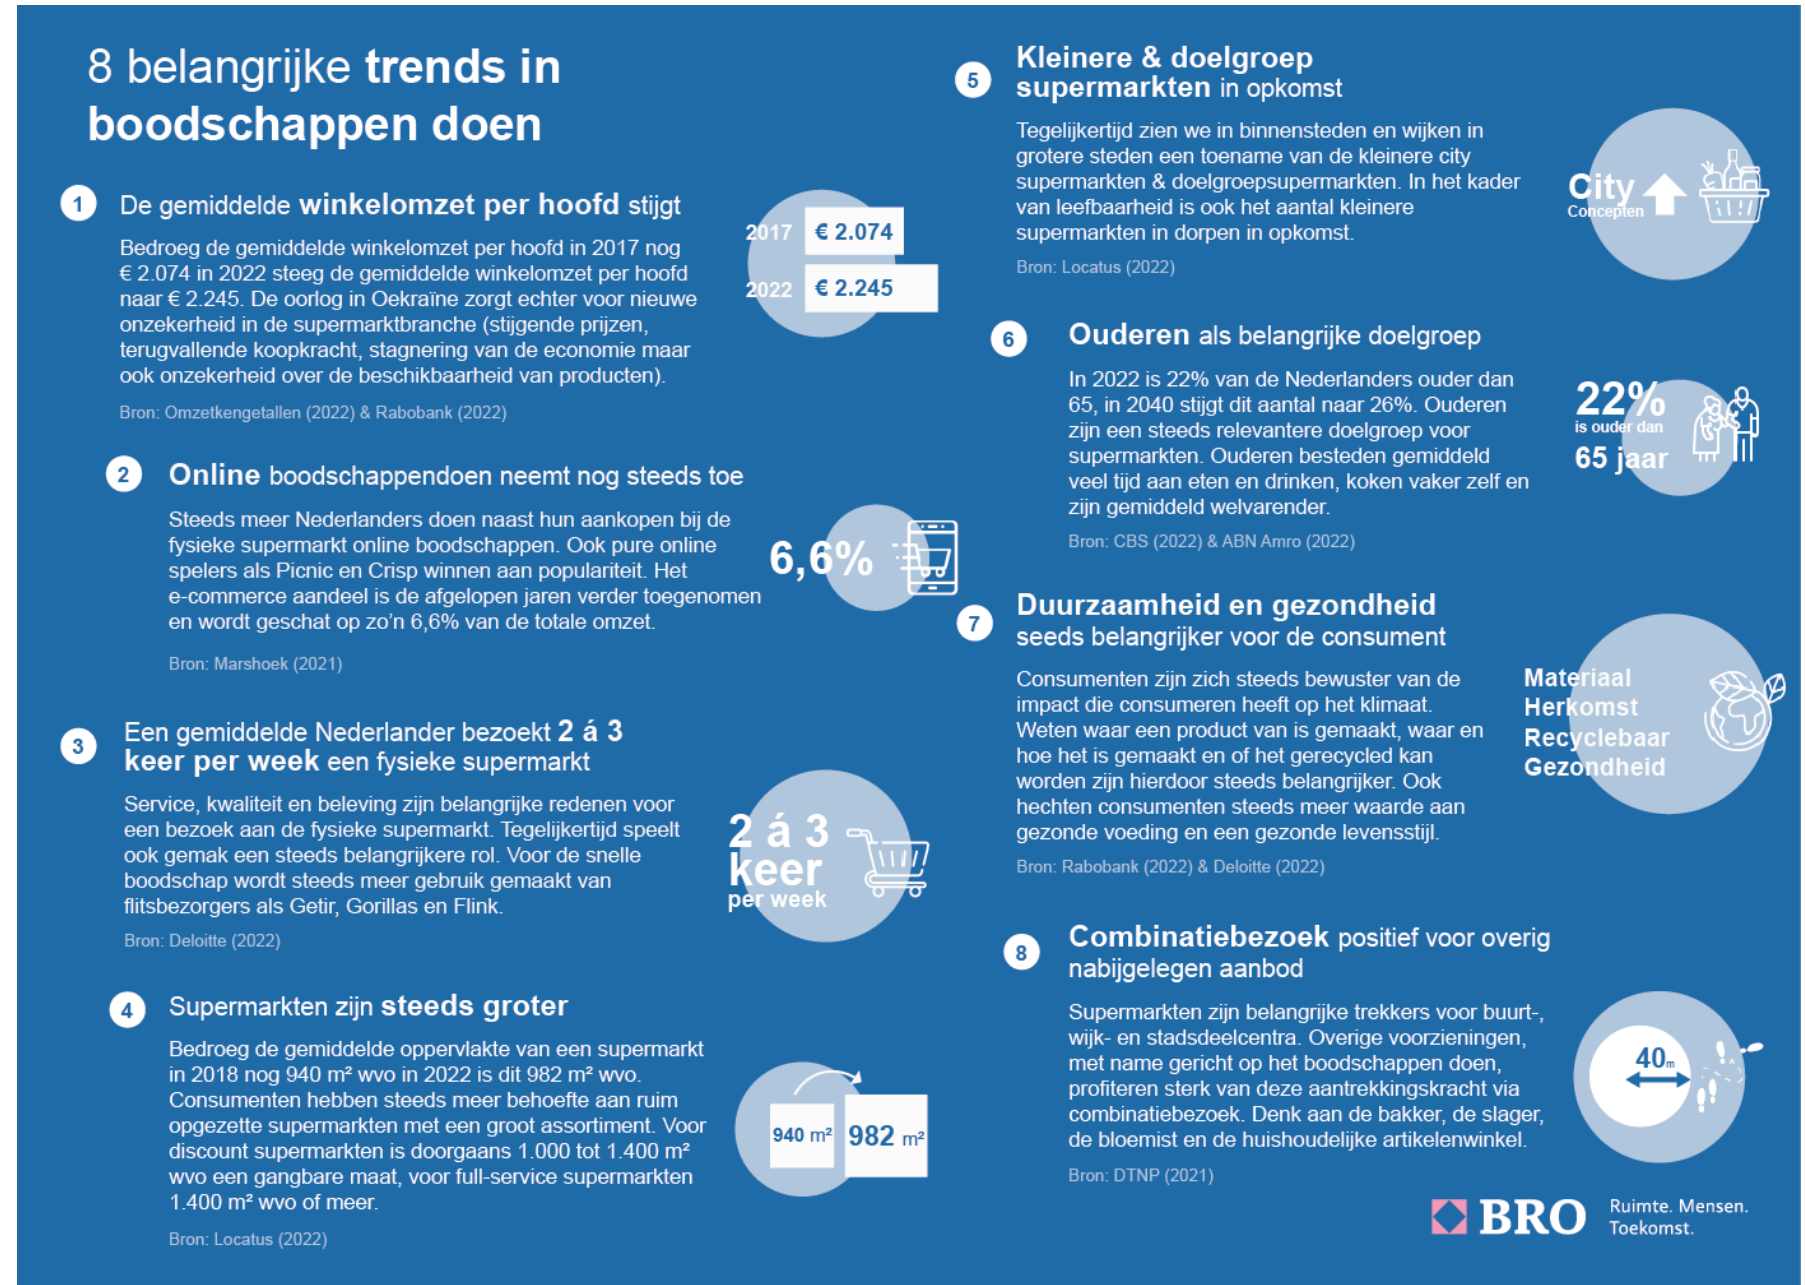 8 belangrijke trends in
boodschappen doen
1
De gemiddelde winkelomzet per hoofd stijgt
Bedroeg de gemiddelde winkelomzet per hoofd in 2017 nog
€ 2.074 in 2022 steeg de gemiddelde winkelomzet per hoofd
naar € 2.245. De oorlog in Oekraïne zorgt echter voor nieuwe
onzekerheid in de supermarktbranche (stijgende prijzen,
terugvallende koopkracht, stagnering van de economie maar
ook onzekerheid over de beschikbaarheid van producten).
Bron: Omzetkengetallen (2022) & Rabobank (2022)
2017 € 2.074
2022 € 2.245
2
Online boodschappendoen neemt nog steeds toe
Steeds meer Nederlanders doen naast hun aankopen bij de
fysieke supermarkt online boodschappen. Ook pure online
spelers als Picnic en Crisp winnen aan populariteit. Het
e-commerce aandeel is de afgelopen jaren verder toegenomen
en wordt geschat op zo'n 6,6% van de totale omzet.
Bron: Marshoek (2021)
6,6%
3
Een gemiddelde Nederlander bezoekt 2 á 3
keer per week een fysieke supermarkt
Service, kwaliteit en beleving zijn belangrijke redenen voor
een bezoek aan de fysieke supermarkt. Tegelijkertijd speelt
ook gemak een steeds belangrijkere rol. Voor de snelle
boodschap wordt steeds meer gebruik gemaakt van
flitsbezorgers als Getir, Gorillas en Flink.
Bron: Deloitte (2022)
2 á 3
keer
per week
4
Supermarkten zijn steeds groter
Bedroeg de gemiddelde oppervlakte van een supermarkt
in 2018 nog 940 m² wvo in 2022 is dit 982 m² wvo.
Consumenten hebben steeds meer behoefte aan ruim
opgezette supermarkten met een groot assortiment. Voor
discount supermarkten is doorgaans 1.000 tot 1.400 m²
wvo een gangbare maat, voor full-service supermarkten
1.400 m² wvo of meer.
Bron: Locatus (2022)
940 m² 982 m²
5
Kleinere & doelgroep
supermarkten in opkomst
Tegelijkertijd zien we in binnensteden en wijken in
grotere steden een toename van de kleinere city
supermarkten & doelgroepsupermarkten. In het kader
van leefbaarheid is ook het aantal kleinere
supermarkten in dorpen in opkomst.
Bron: Locatus (2022)
City
Concepten
6
Ouderen als belangrijke doelgroep
In 2022 is 22% van de Nederlanders ouder dan
65, in 2040 stijgt dit aantal naar 26%. Ouderen
zijn een steeds relevantere doelgroep voor
supermarkten. Ouderen besteden gemiddeld
veel tijd aan eten en drinken, koken vaker zelf en
zijn gemiddeld welvarender.
Bron: CBS (2022) & ABN Amro (2022)
22%
is ouder dan
65 jaar
7
Duurzaamheid en gezondheid
seeds belangrijker voor de consument
Consumenten zijn zich steeds bewuster van de
impact die consumeren heeft op het klimaat.
Weten waar een product van is gemaakt, waar en
hoe het is gemaakt en of het gerecycled kan
worden zijn hierdoor steeds belangrijker. Ook
hechten consumenten steeds meer waarde aan
gezonde voeding en een gezonde levensstijl.
Bron: Rabobank (2022) & Deloitte (2022)
Materiaal
Herkomst
Recyclebaar
Gezondheid
8
Combinatiebezoek positief voor overig
nabijgelegen aanbod
Supermarkten zijn belangrijke trekkers voor buurt-,
wijk- en stadsdeelcentra. Overige voorzieningen,
met name gericht op het boodschappen doen,
profiteren sterk van deze aantrekkingskracht via
combinatiebezoek. Denk aan de bakker, de slager,
de bloemist en de huishoudelijke artikelenwinkel.
Bron: DTNP (2021)
40m
BRO
Ruimte. Mensen.
Toekomst.